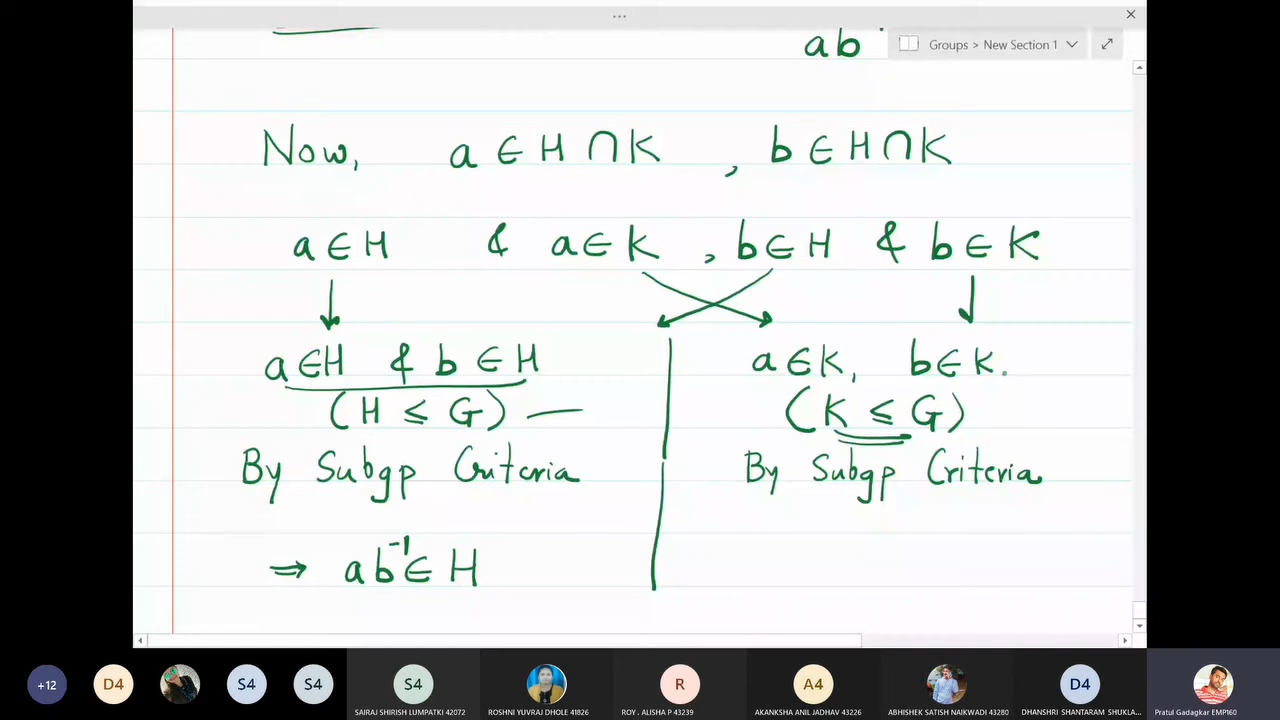 ab
Groups > New Section 1
Now, a ∈ H ∩ K , b ∈ H ∩ K
a ∈ H & a ∈ K , b ∈ H & b ∈ K
a ∈ H & b ∈ H
a ∈ K, b ∈ K.
(H ≤ G) —
(K ≤ G)
By Subgp Criteria
By Subgp Criteria
⇒ ab⁻¹ ∈ H
+12
D4
S4
S4
S4
R
A4
D4
SAIRAJ SHIRISH LUMPATKI 42072
ROSHNI YUVRAJ DHOLE 41826
ROY . ALISHA P 43239
AKANKSHA ANIL JADHAV 43226
ABHISHEK SATISH NAIKWADI 43280
DHANSHRI SHANTARAM SHUKLA...
Pratul Gadagkar EMP60